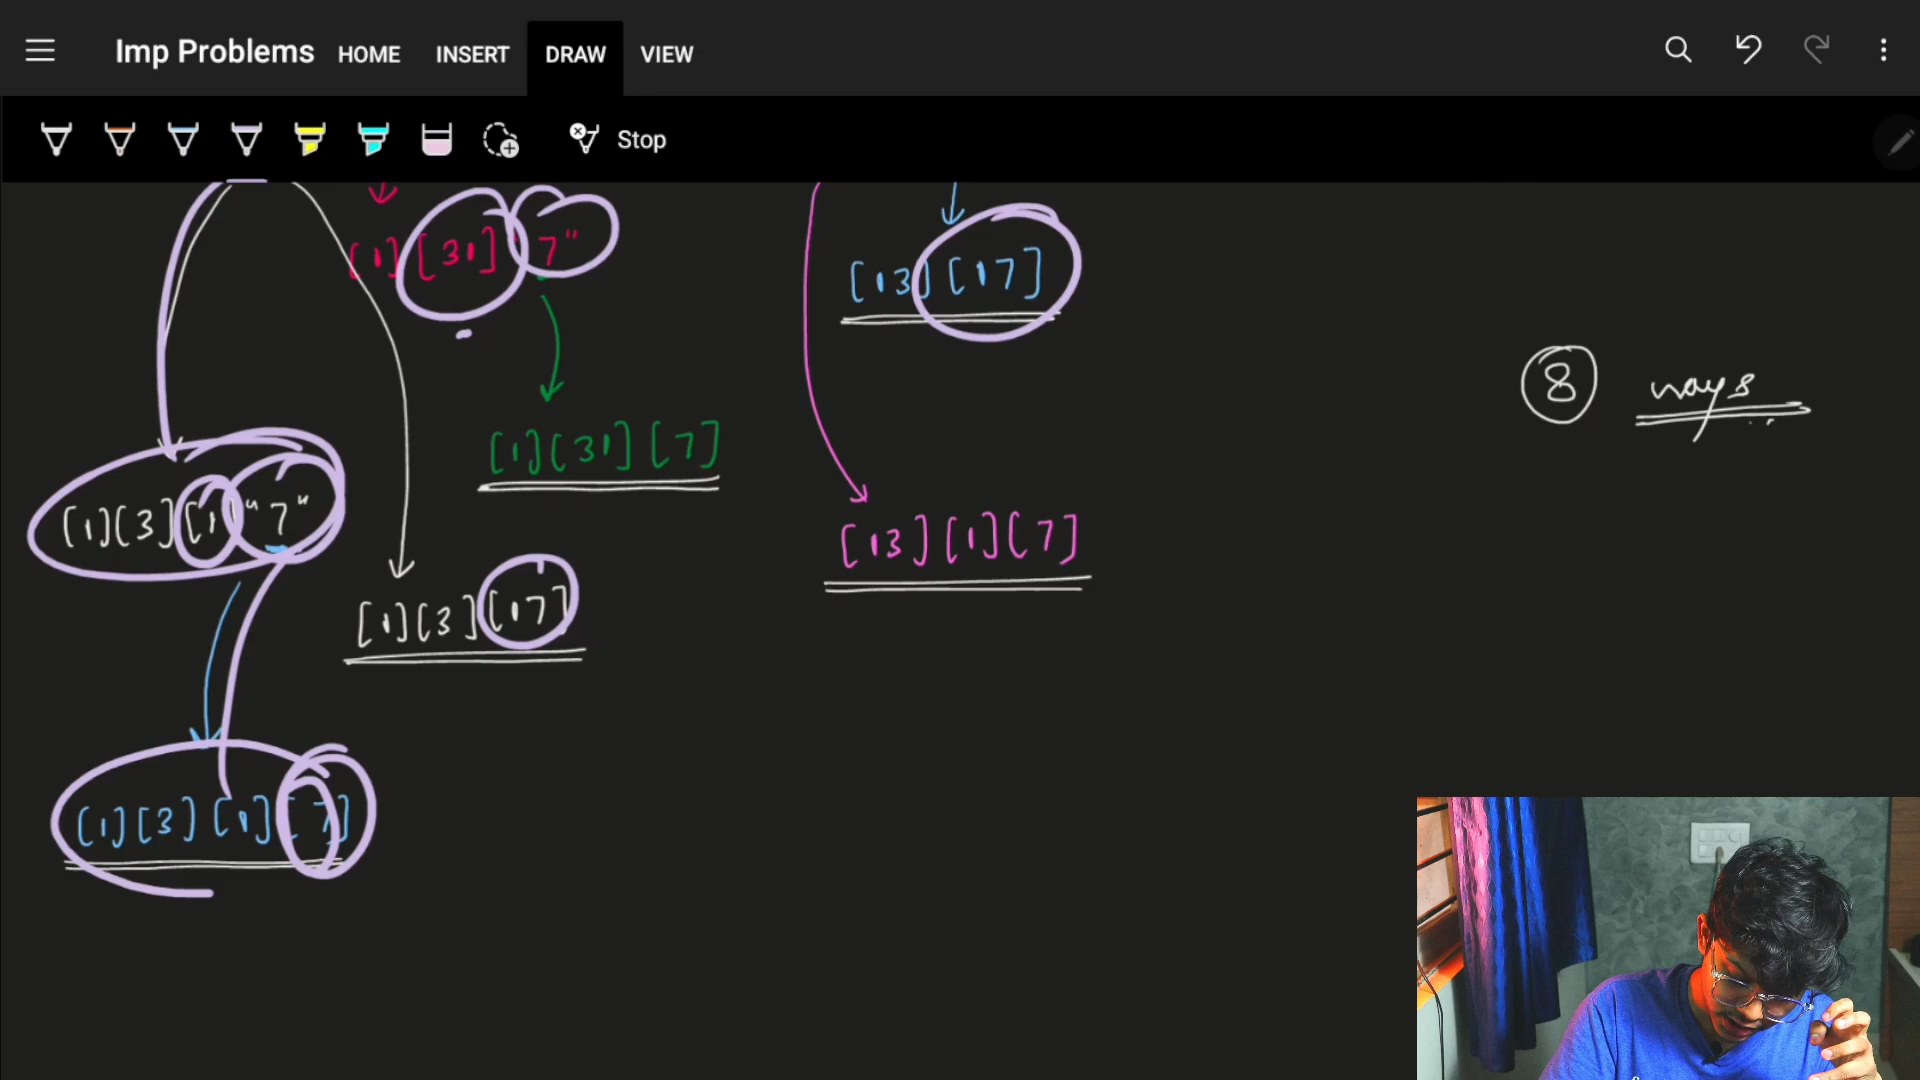 Imp Problems HOME INSERT DRAW VIEW
Stop
[1] [31] 7"
[13] [17]
8 ways
[1] [31] [7]
[1] [3] [1] "7"
[13] [1] [7]
[1] [3] [17]
[1] [3] [1] [7]